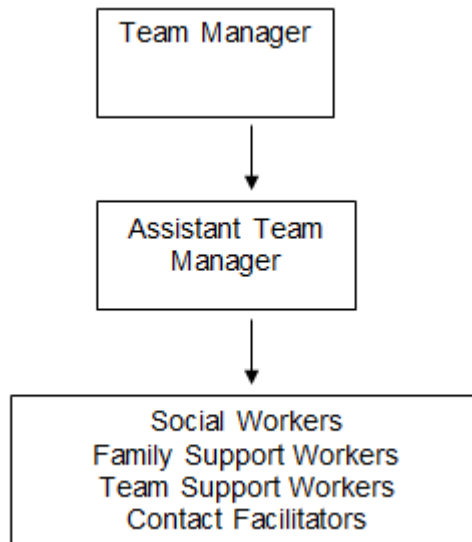 Team Manager
Assistant Team
Manager
Social Workers
Family Support Workers
Team Support Workers
Contact Facilitators